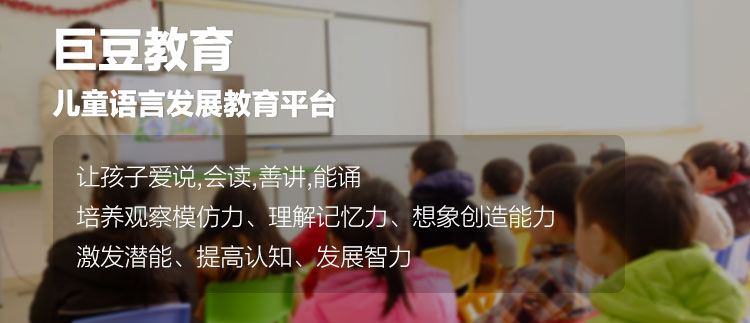 巨豆教育
儿童语言发展教育平台
让孩子爱说,会读,善讲,能诵
培养观察模仿力、理解记忆力、想象创造能力
激发潜能、提高认知、发展智力